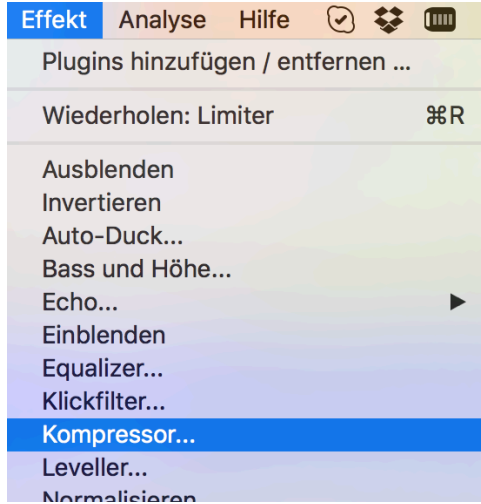 Effekt Analyse Hilfe
Plugins hinzufügen / entfernen ...
Wiederholen: Limiter ⌘R
Ausblenden
Invertieren
Auto-Duck...
Bass und Höhe...
Echo...
Einblenden
Equalizer...
Klickfilter...
Kompressor...
Leveller...
Normalisieren